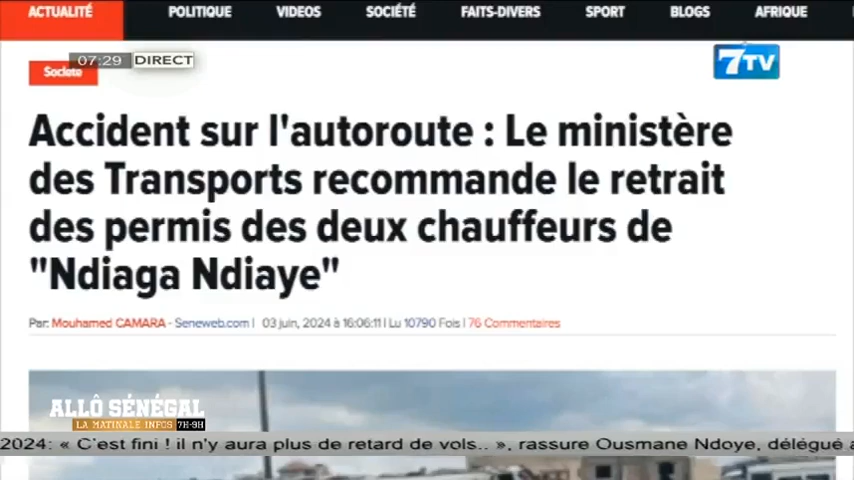 ACTUALITÉ POLITIQUE VIDEOS SOCIÉTÉ FAITS-DIVERS SPORT BLOGS AFRIQUE
07:29 DIRECT
7TV
Societe
Accident sur l'autoroute : Le ministère
des Transports recommande le retrait
des permis des deux chauffeurs de
"Ndiaga Ndiaye"
Par: Mouhamed CAMARA - Seneweb.com | 03 juin, 2024 à 16:06:11 | Lu 10790 Fois | 76 Commentaires
ALLÔ SÉNÉGAL
LA MATINALE INFOS 7H-9H
2024: « C'est fini ! il n'y aura plus de retard de vols.. », rassure Ousmane Ndoye, délégué